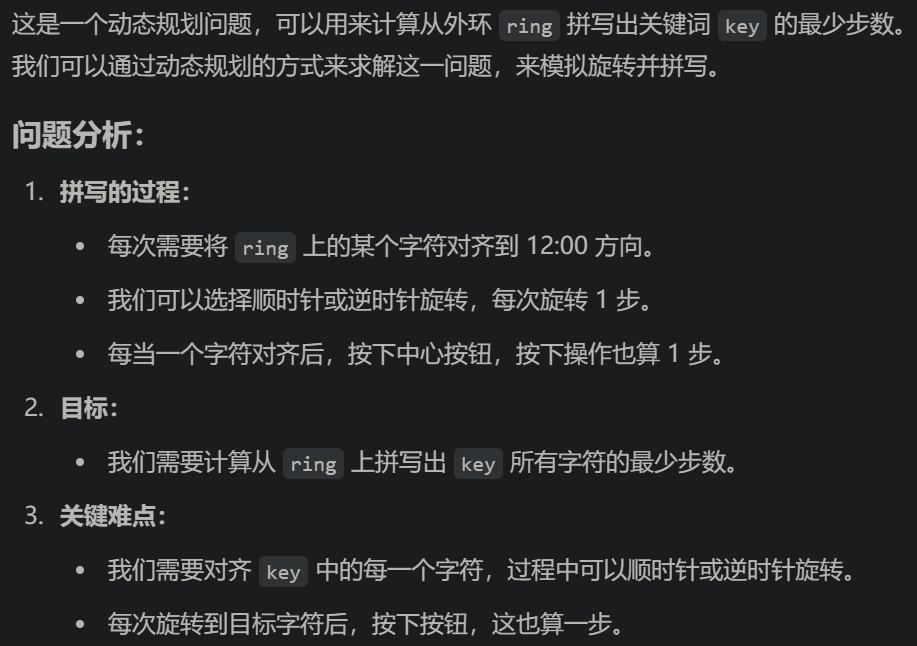 这是一个动态规划问题，可以用来计算从外环 ring 拼写出关键词 key 的最少步数。
我们可以通过动态规划的方式来求解这一问题，来模拟旋转并拼写。
问题分析：
1. 拼写的过程：
• 每次需要将 ring 上的某个字符对齐到 12:00 方向。
• 我们可以选择顺时针或逆时针旋转，每次旋转 1 步。
• 每当一个字符对齐后，按下中心按钮，按下操作也算 1 步。
2. 目标：
• 我们需要计算从 ring 上拼写出 key 所有字符的最少步数。
3. 关键难点：
• 我们需要对齐 key 中的每一个字符，过程中可以顺时针或逆时针旋转。
• 每次旋转到目标字符后，按下按钮，这也算一步。